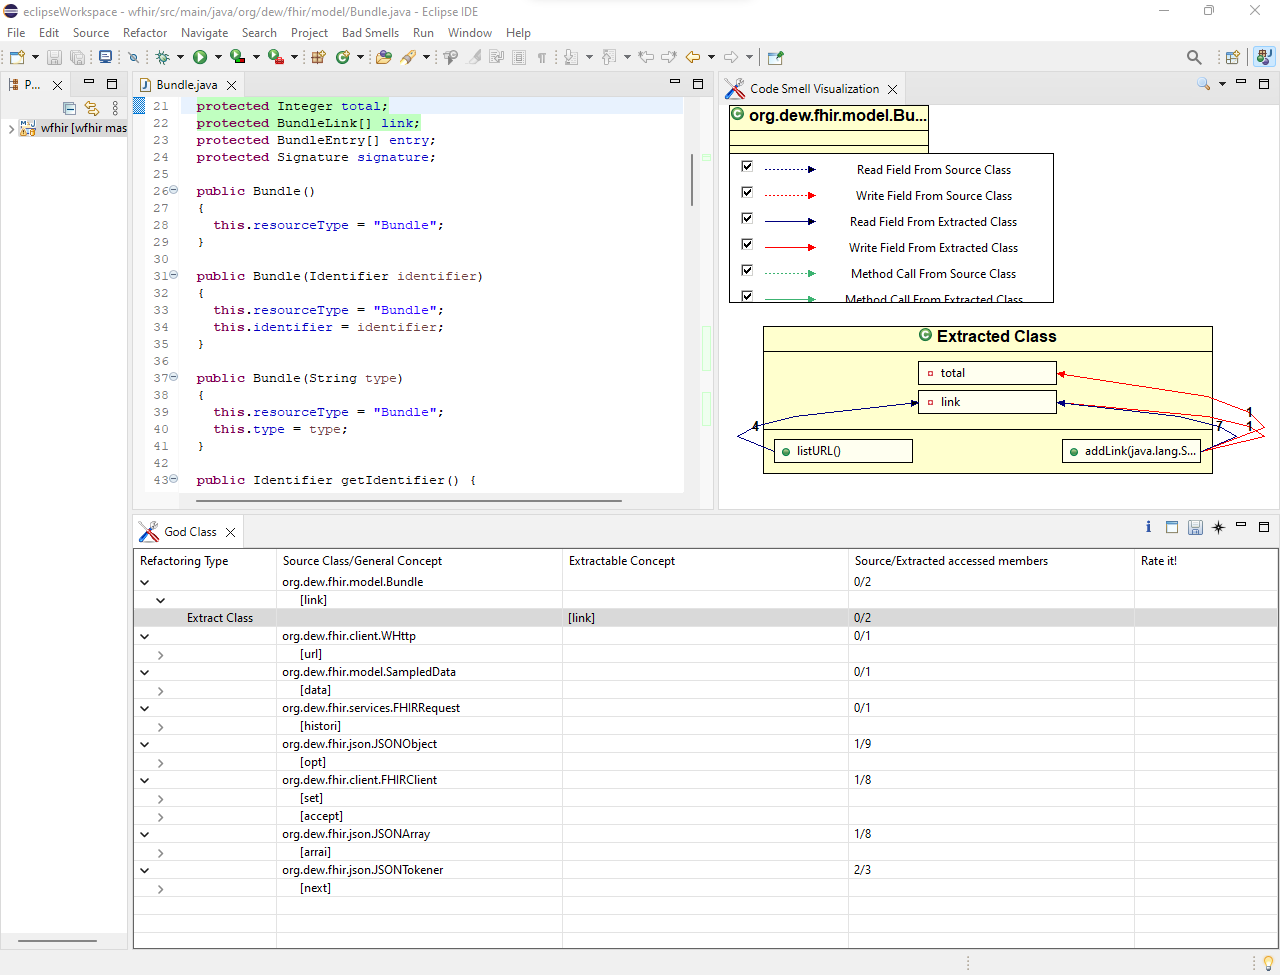 eclipseWorkspace - wfhir/src/main/java/org/dew/fhir/model/Bundle.java - Eclipse IDE
File Edit Source Refactor Navigate Search Project Bad Smells Run Window Help
P...
wfhir [wfhir mas
Bundle.java
21 protected Integer total;
22 protected BundleLink[] link;
23 protected BundleEntry[] entry;
24 protected Signature signature;
25
26 public Bundle()
27 {
28 this.resourceType = "Bundle";
29 }
30
31 public Bundle(Identifier identifier)
32 {
33 this.resourceType = "Bundle";
34 this.identifier = identifier;
35 }
36
37 public Bundle(String type)
38 {
39 this.resourceType = "Bundle";
40 this.type = type;
41 }
42
43 public Identifier getIdentifier() {
Code Smell Visualization
org.dew.fhir.model.Bu...
Read Field From Source Class
Write Field From Source Class
Read Field From Extracted Class
Write Field From Extracted Class
Method Call From Source Class
Method Call From Extracted Class
Extracted Class
total
link
4 7 1
1
listURL() addLink(java.lang.S...
God Class
Refactoring Type Source Class/General Concept Extractable Concept Source/Extracted accessed members Rate it!
org.dew.fhir.model.Bundle 0/2
[link]
Extract Class [link] 0/2
org.dew.fhir.client.WHttp 0/1
[url]
org.dew.fhir.model.SampledData 0/1
[data]
org.dew.fhir.services.FHIRRequest 0/1
[histori]
org.dew.fhir.json.JSONObject 1/9
[opt]
org.dew.fhir.client.FHIRClient 1/8
[set]
[accept]
org.dew.fhir.json.JSONArray 1/8
[arrai]
org.dew.fhir.json.JSONTokener 2/3
[next]